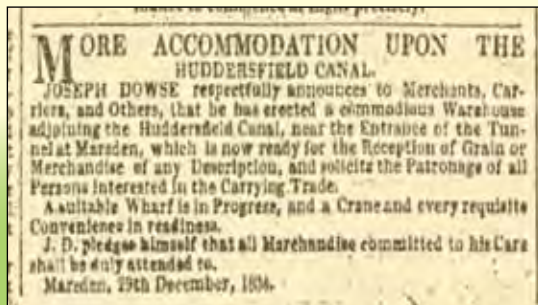 MORE ACCOMMODATION UPON THE
HUDDERSFIELD CANAL.
JOSEPH DOWSE respectfully announces to Merchants, Car-
riers, and Others, that he has erected a commodious Warehouse
adjoining the Huddersfield Canal, near the Entrance of the Tun-
nel at Marsden, which is now ready for the Reception of Grain or
Merchandise of any Description, and solicits the Patronage of all
Persons interested in the Carrying Trade.
A suitable Wharf is in Progress, and a Crane and every requisite
Convenience in readiness.
J. D. pledges himself that all Merchandise committed to his Care
shall be duly attended to.
Marsden, 29th December, 1834.